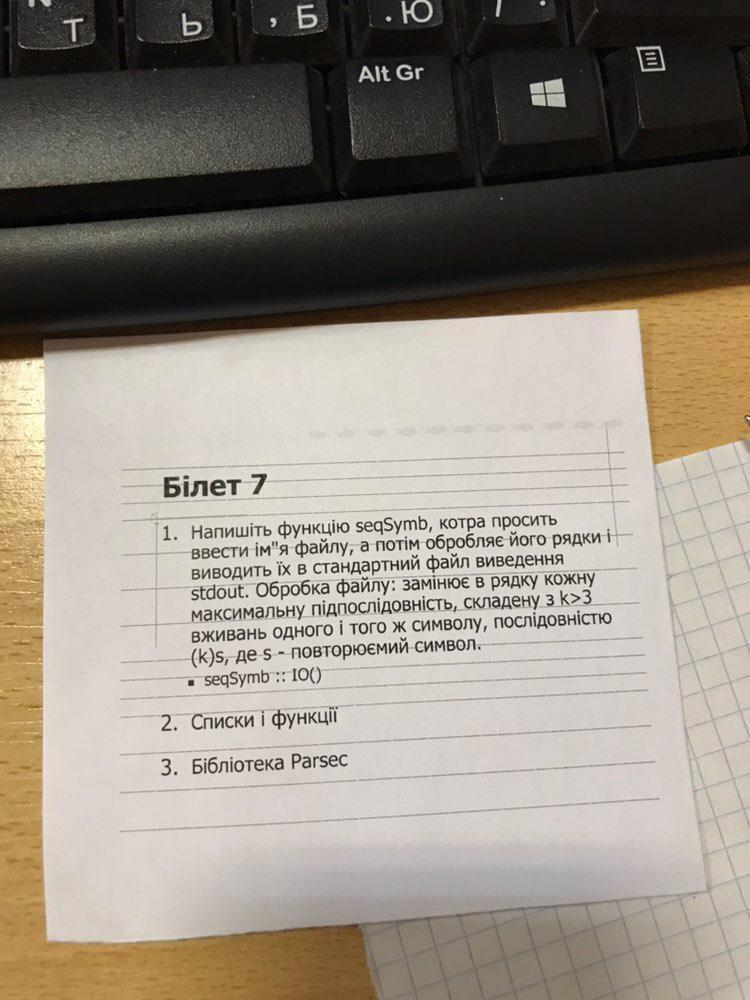 Т Ь , Б . Ю /
Alt Gr
Білет 7
1. Напишіть функцію seqSymb, котра просить
ввести ім"я файлу, а потім обробляє його рядки і
виводить їх в стандартний файл виведення
stdout. Обробка файлу: замінює в рядку кожну
максимальну підпослідовність, складену з k>3
вживань одного і того ж символу, послідовністю
(k)s, де s - повторюємий символ.
▪ seqSymb :: IO()
2. Списки і функції
3. Бібліотека Parsec